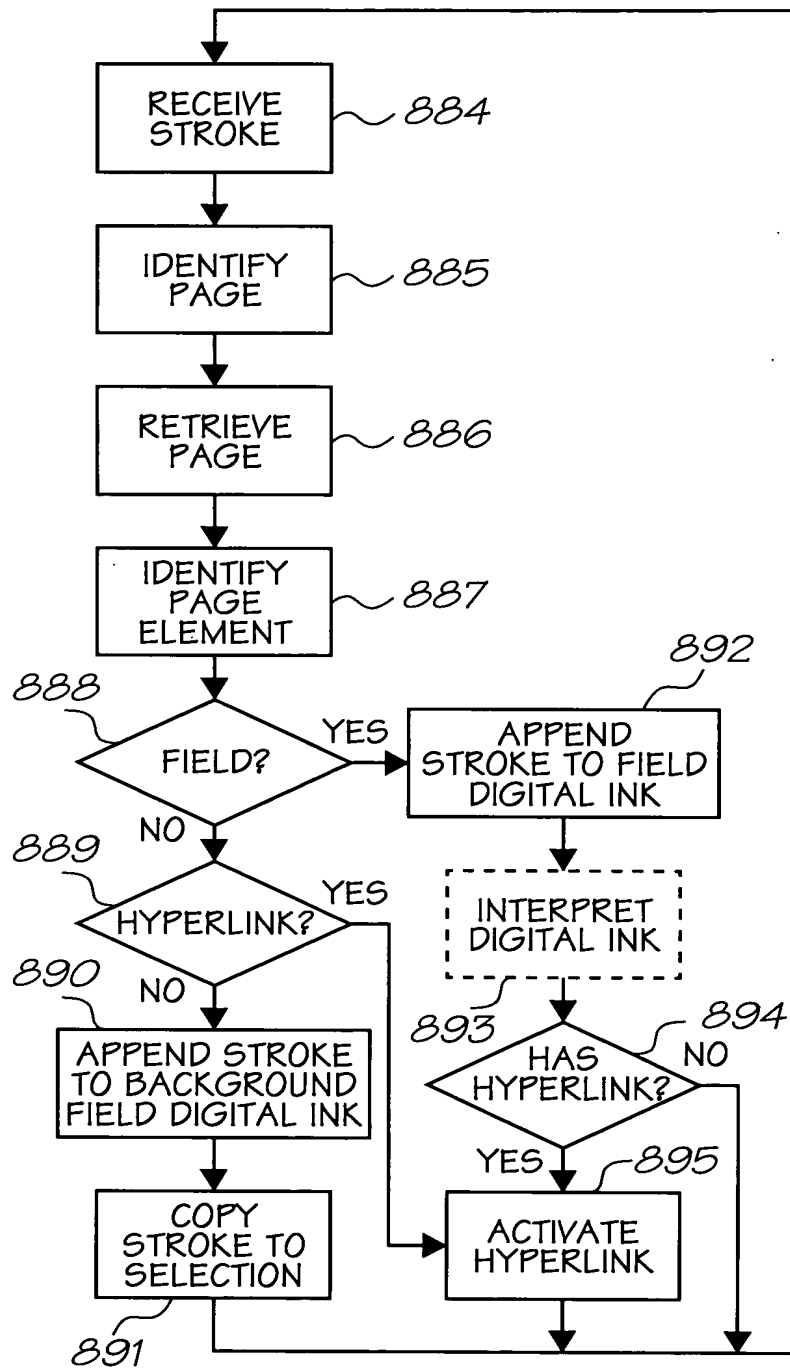 RECEIVE
STROKE
884
IDENTIFY
PAGE
885
RETRIEVE
PAGE
886
IDENTIFY
PAGE
ELEMENT
887
888
FIELD?
YES
NO
892
APPEND
STROKE TO FIELD
DIGITAL INK
889
HYPERLINK?
YES
NO
INTERPRET
DIGITAL INK
893
890
APPEND STROKE
TO BACKGROUND
FIELD DIGITAL INK
894
HAS
HYPERLINK?
NO
YES
895
COPY
STROKE TO
SELECTION
891
ACTIVATE
HYPERLINK